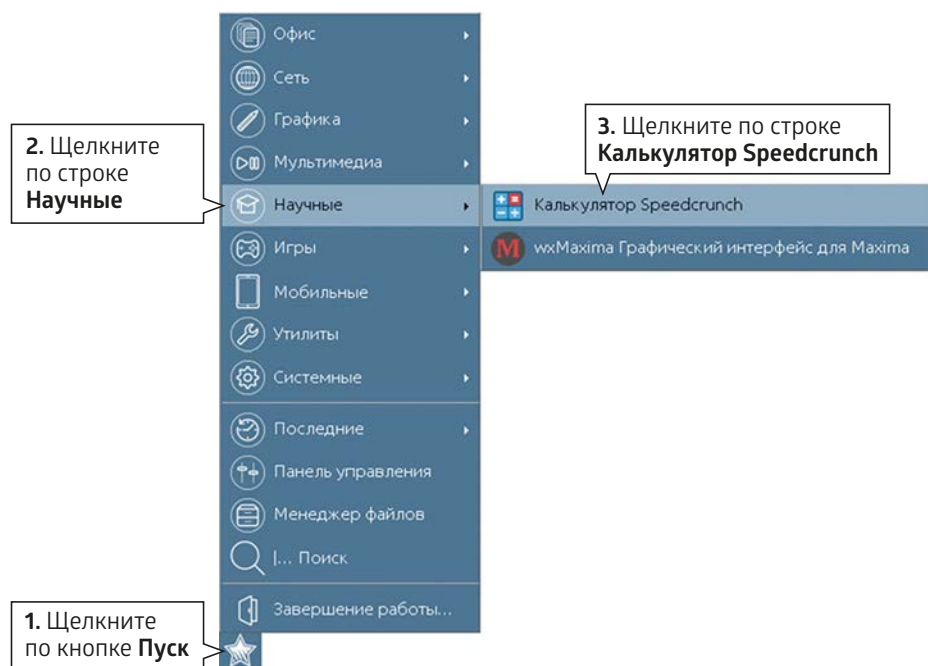 Офис
Сеть
Графика
3. Щелкните по строке
Калькулятор Speedcrunch
2. Щелкните
по строке
Научные
Мультимедиа
Научные
Калькулятор Speedcrunch
Игры
wxMaxima Графический интерфейс для Maxima
Мобильные
Утилиты
Системные
Последние
Панель управления
Менеджер файлов
|... Поиск
Завершение работы...
1. Щелкните
по кнопке Пуск